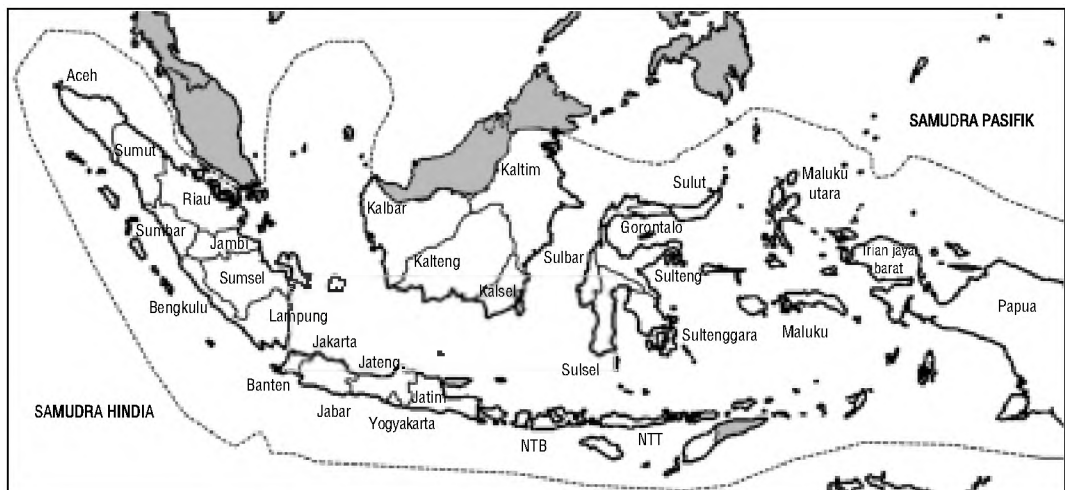 Aceh
SAMUDRA PASIFIK
Sumut
Kaltim
Maluku
utara
Sulut
Riau
Kalbar
Gorontalo
Sumbar
Jambi
Irian jaya
barat
Kalteng
Sulbar
Sumsel
Sulteng
Kalsel
Bengkulu
Lampung
Papua
Sultenggara
Maluku
Jakarta
Jateng
Sulsel
Banten
Jatim
SAMUDRA HINDIA
Jabar
Yogyakarta
NTB
NTT